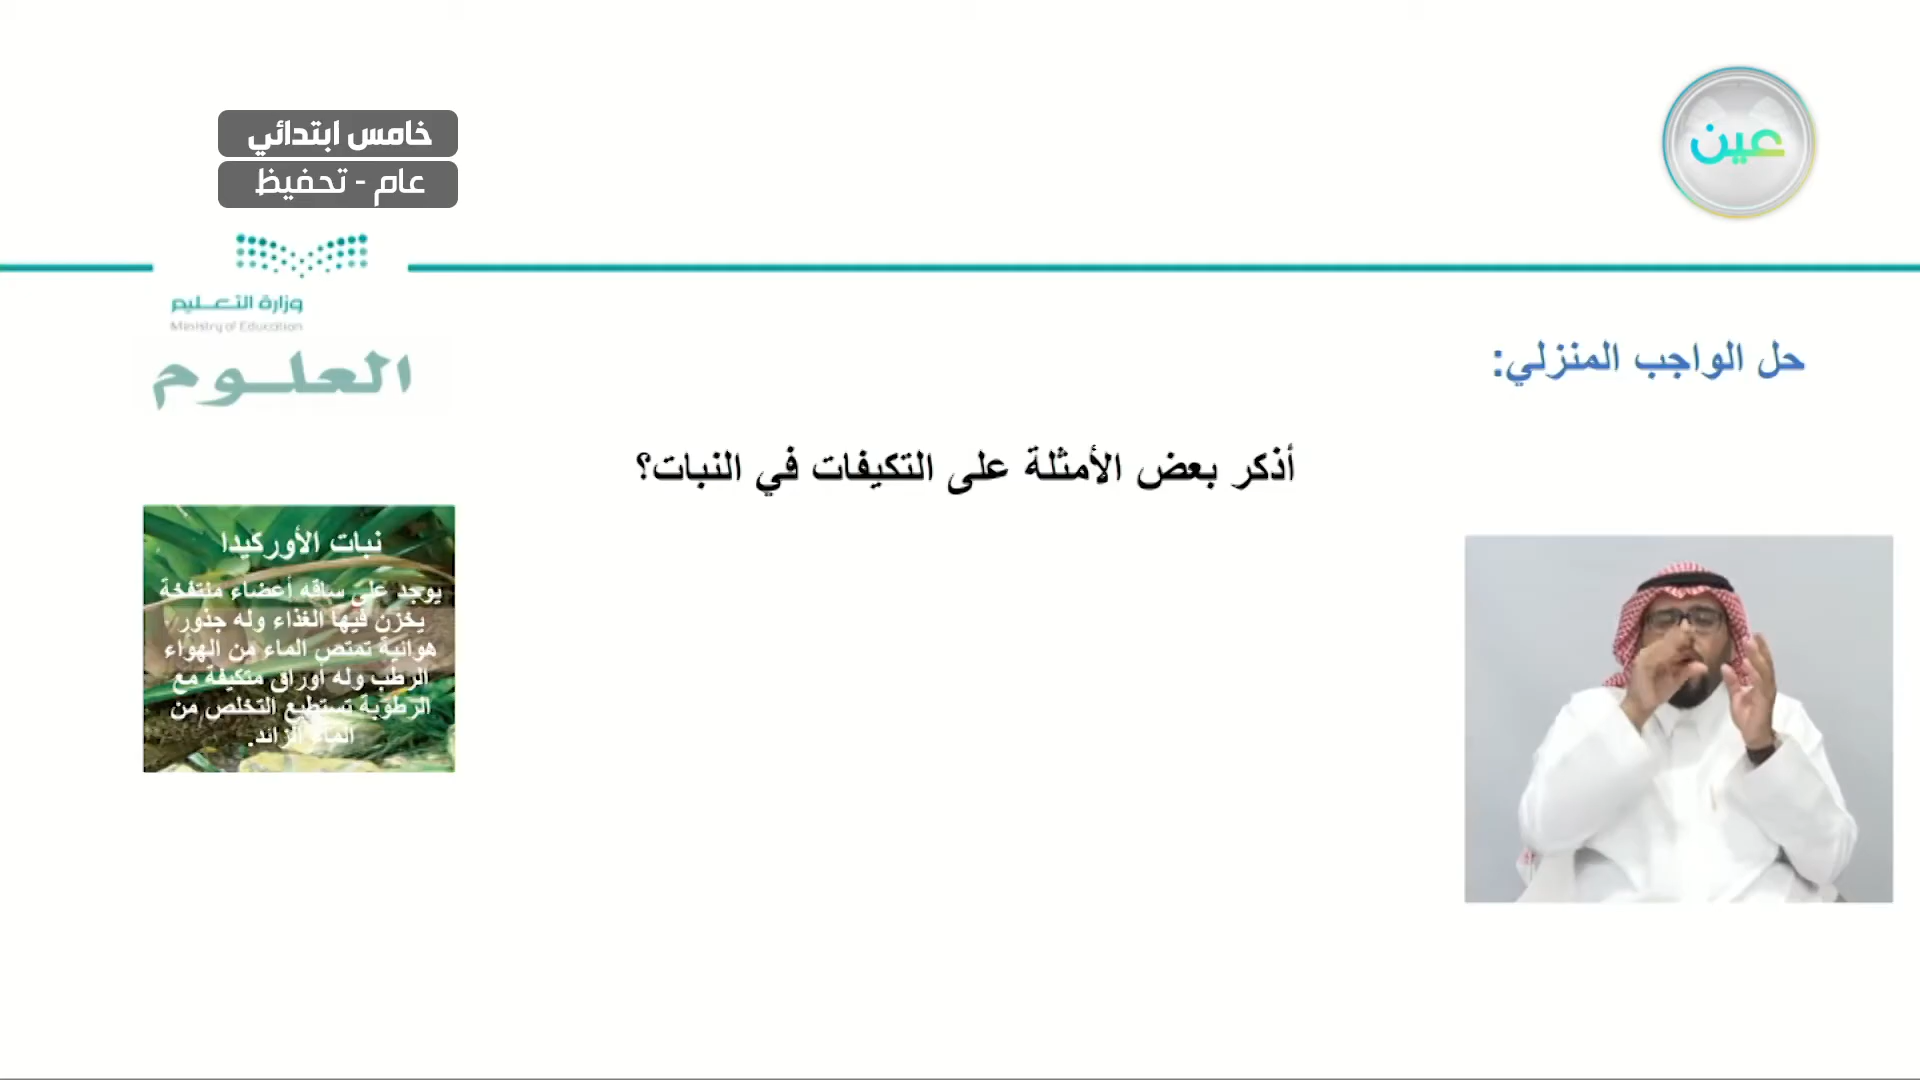 عين
خامس ابتدائي
عام - تحفيظ
وزارة التعليم
Ministry of Education
العلوم
حل الواجب المنزلي:
أذكر بعض الأمثلة على التكيفات في النبات؟
نبات الأوركيدا
يوجد على ساقه أعضاء منتفخة
يخزن فيها الغذاء وله جذور
هوائية تمتص الماء من الهواء
الرطب وله أوراق متكيفة مع
الرطوبة تستطيع التخلص من
الماء الزائد.